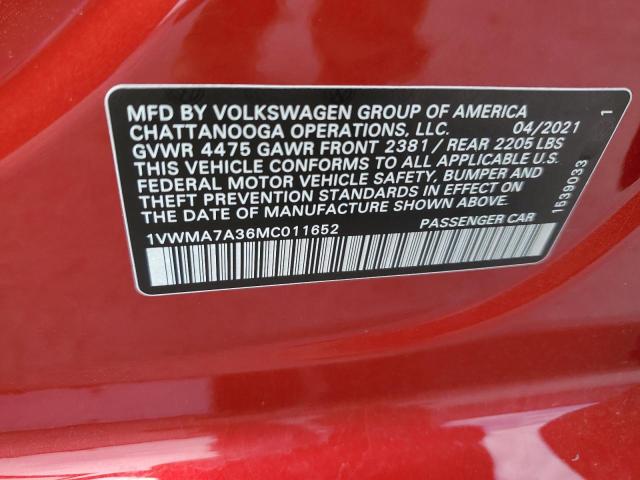 MFD BY VOLKSWAGEN GROUP OF AMERICA
CHATTANOOGA OPERATIONS, LLC. 04/2021
GVWR 4475 GAWR FRONT 2381 / REAR 2205 LBS
THIS VEHICLE CONFORMS TO ALL APPLICABLE U.S.
FEDERAL MOTOR VEHICLE SAFETY, BUMPER AND
THEFT PREVENTION STANDARDS IN EFFECT ON
THE DATE OF MANUFACTURE SHOWN ABOVE.
1VWMA7A36MC011652 PASSENGER CAR
1539033
1